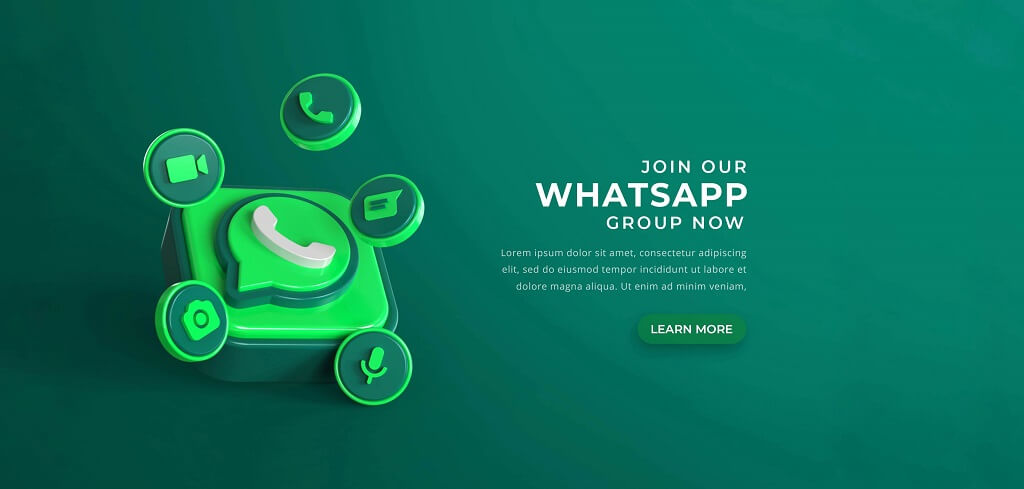 JOIN OUR
WHATSAPP
GROUP NOW
Lorem ipsum dolor sit amet, consectetur adipiscing
elit, sed do eiusmod tempor incididunt ut labore et
dolore magna aliqua. Ut enim ad minim veniam,
LEARN MORE